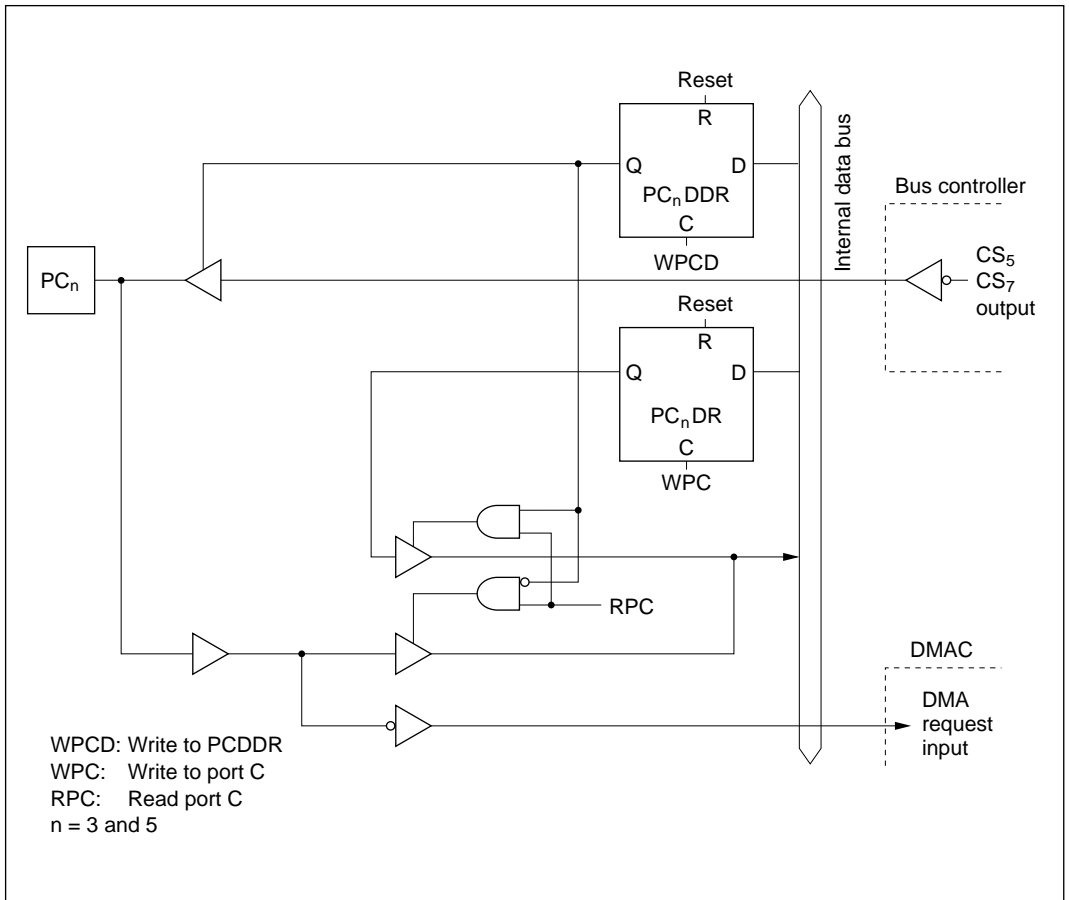 Reset
R
Q D
PCnDDR
C
WPCD
Internal data bus
Bus controller
CS5
CS7
output
PCn
Reset
R
Q D
PCnDR
C
WPC
RPC
DMAC
DMA
request
input
WPCD: Write to PCDDR
WPC: Write to port C
RPC: Read port C
n = 3 and 5